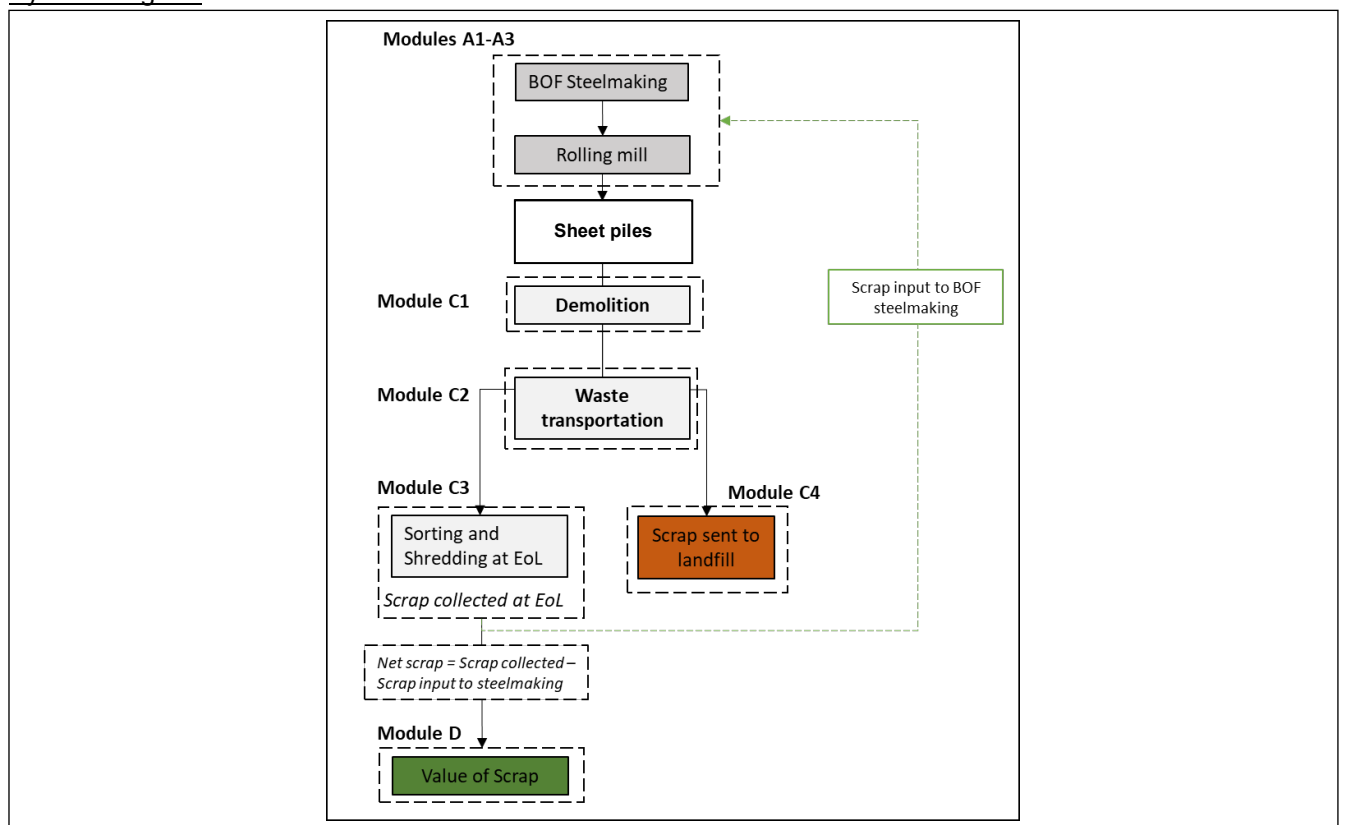 Modules A1-A3
BOF Steelmaking
Rolling mill
Sheet piles
Module C1
Demolition
Scrap input to BOF
steelmaking
Module C2
Waste
transportation
Module C3
Sorting and
Shredding at EoL
Scrap collected at EoL
Module C4
Scrap sent to
landfill
Net scrap = Scrap collected –
Scrap input to steelmaking
Module D
Value of Scrap